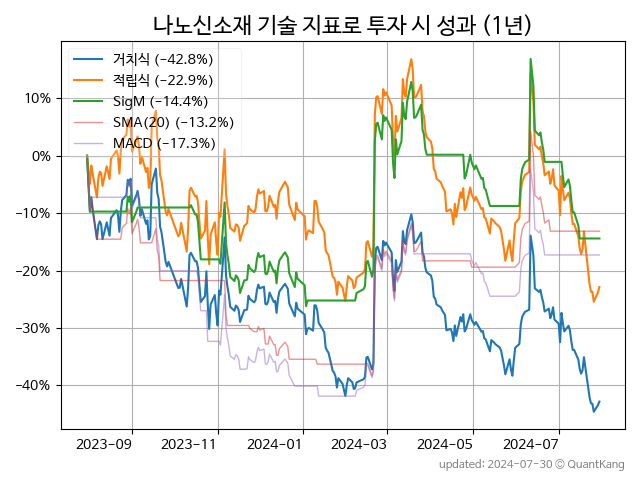 나노신소재 기술 지표로 투자 시 성과 (1년)
거치식 (−42.8%)
적립식 (−22.9%)
SigM (−14.4%)
SMA(20) (−13.2%)
MACD (−17.3%)
10%
0%
−10%
−20%
−30%
−40%
2023-09 2023-11 2024-01 2024-03 2024-05 2024-07
updated: 2024-07-30 © QuantKang